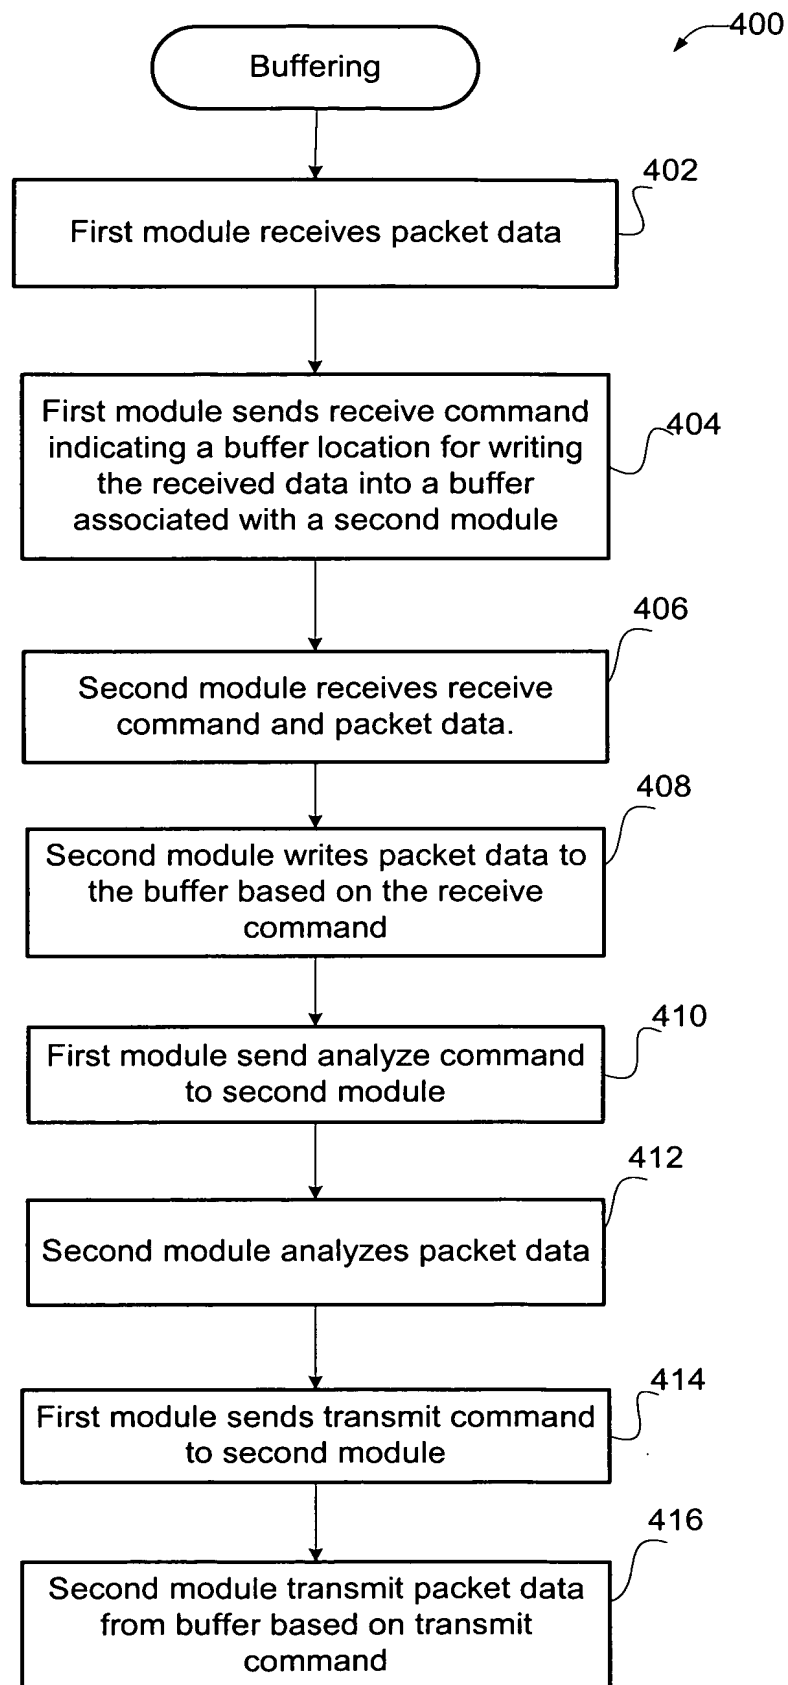 400
Buffering
402
First module receives packet data
First module sends receive command
indicating a buffer location for writing
the received data into a buffer
associated with a second module
404
406
Second module receives receive
command and packet data.
408
Second module writes packet data to
the buffer based on the receive
command
410
First module send analyze command
to second module
412
Second module analyzes packet data
414
First module sends transmit command
to second module
416
Second module transmit packet data
from buffer based on transmit
command